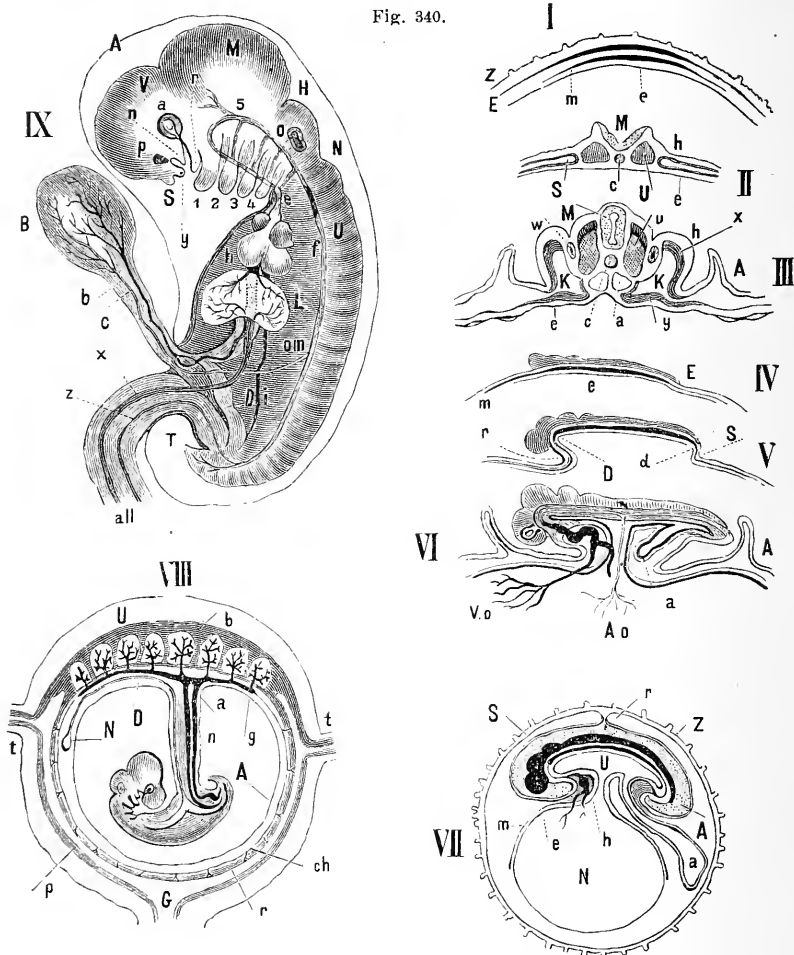 Fig. 340.
I
A
M
V
r
H
5
n
a
o
N
IX
p
S
1 2 3 4
e
U
y
B
h
f
L
b
c
om
x
D
i
z
T
all
Z
E
m
e
M
h
S
c
U
e
II
M
w
u
h
x
A
III
K
K
e
c
a
y
E
IV
m
e
r
S
V
D
d
VI
A
V.o
A o
a
VIII
U
b
D
a
t
t
N
n
g
A
ch
p
G
r
r
S
Z
U
m
A
VII
e
h
a
N